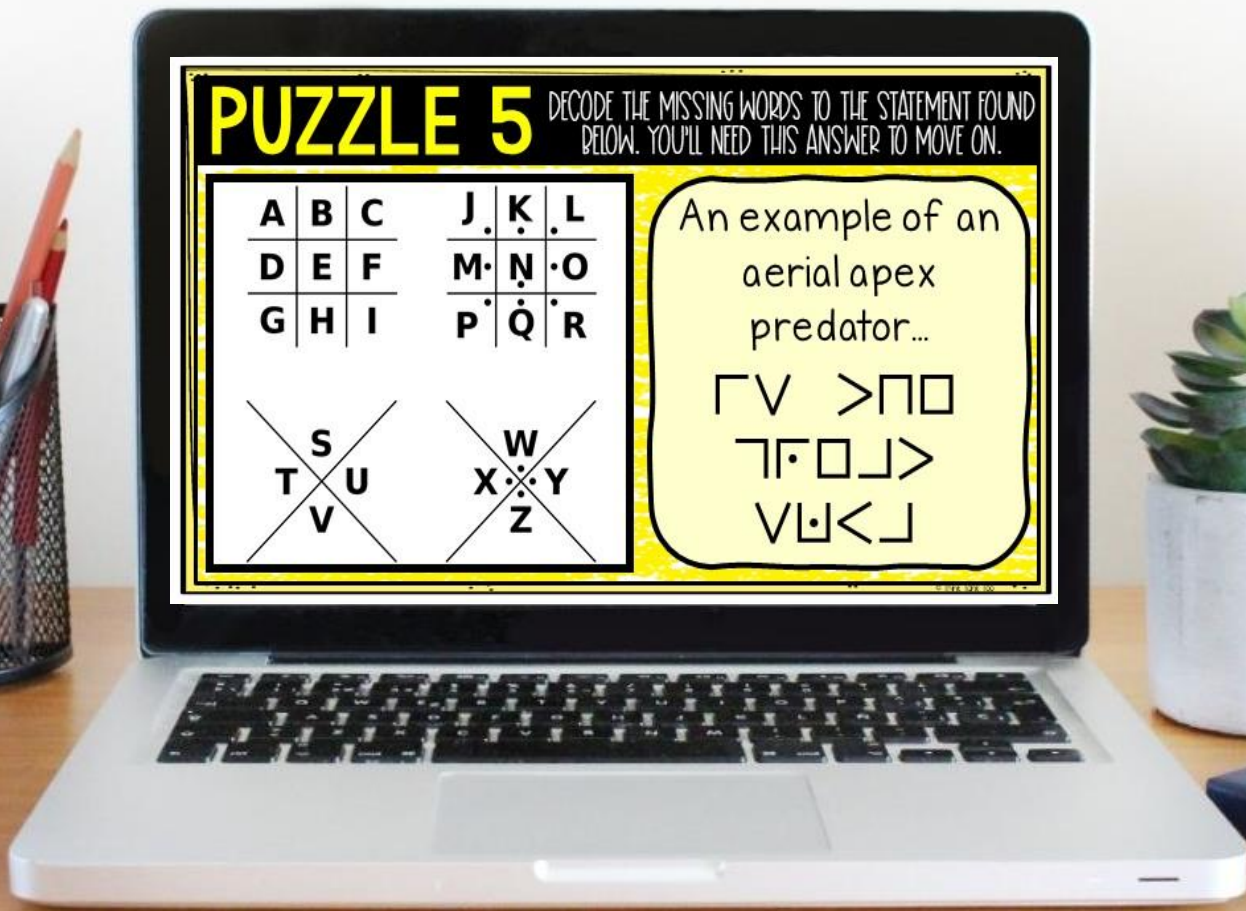 PUZZLE 5
DECODE THE MISSING WORDS TO THE STATEMENT FOUND
BELOW. YOU'LL NEED THIS ANSWER TO MOVE ON.
A B C
D E F
G H I
J K L
M N O
P Q R
S
T U
V
W
X Y
Z
An example of an
aerial apex
predator...